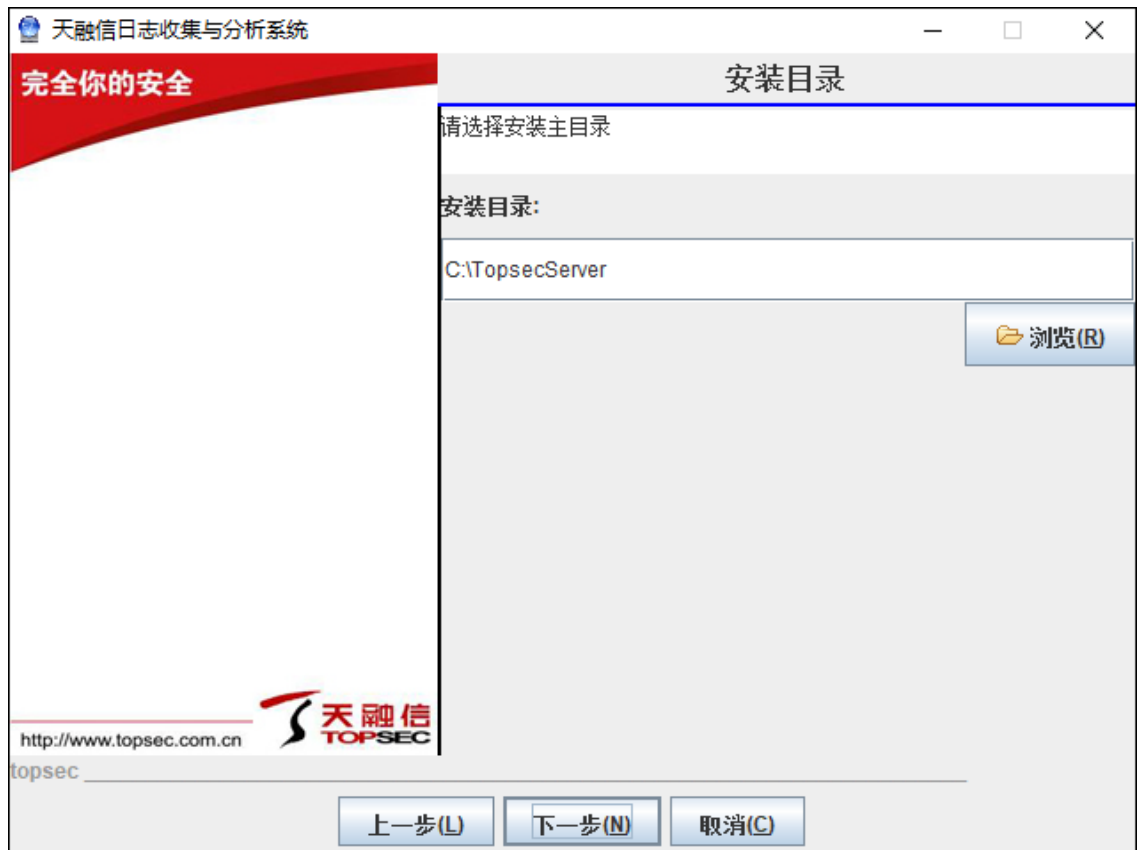 天融信日志收集与分析系统
完全你的安全
安装目录
请选择安装主目录
安装目录:
C:\TopsecServer
浏览(R)
天融信
TOPSEC
http://www.topsec.com.cn
topsec
上一步(L)
下一步(N)
取消(C)